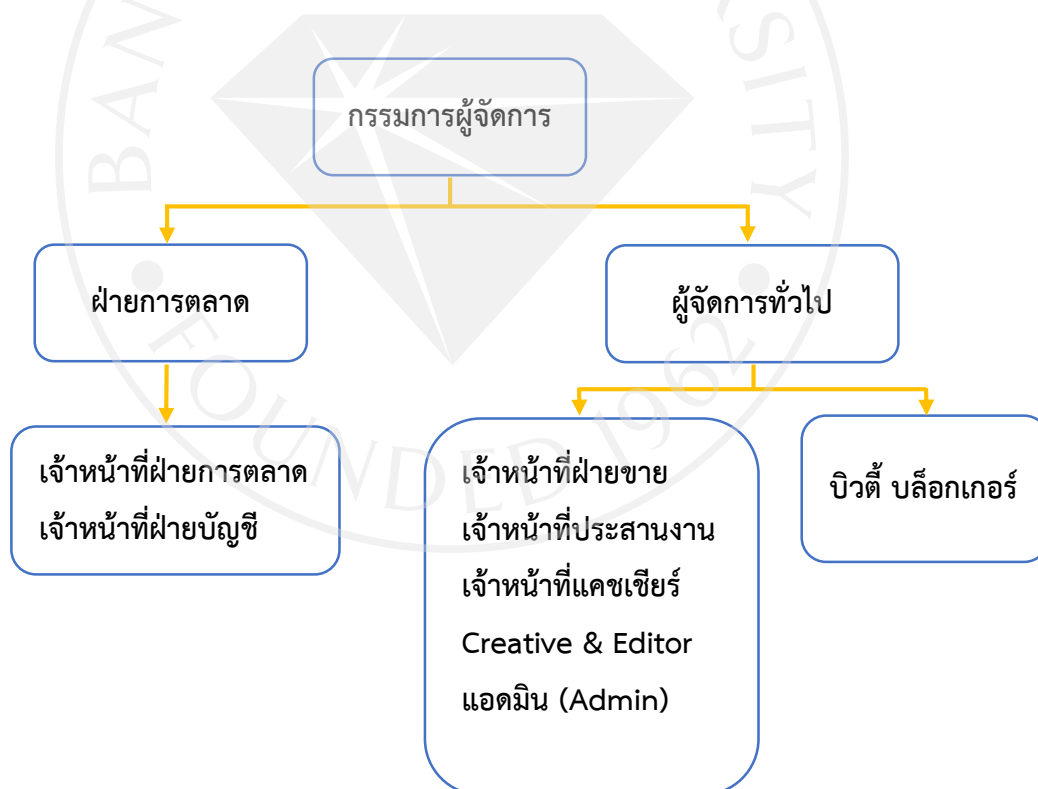 กรรมการผู้จัดการ
ฝ่ายการตลาด
ผู้จัดการทั่วไป
เจ้าหน้าที่ฝ่ายการตลาด
เจ้าหน้าที่ฝ่ายบัญชี
เจ้าหน้าที่ฝ่ายขาย
เจ้าหน้าที่ประสานงาน
เจ้าหน้าที่แคชเชียร์
Creative & Editor
แอดมิน (Admin)
บิวตี้ บล็อกเกอร์
BAN
RSITY
FOUNDED 1962